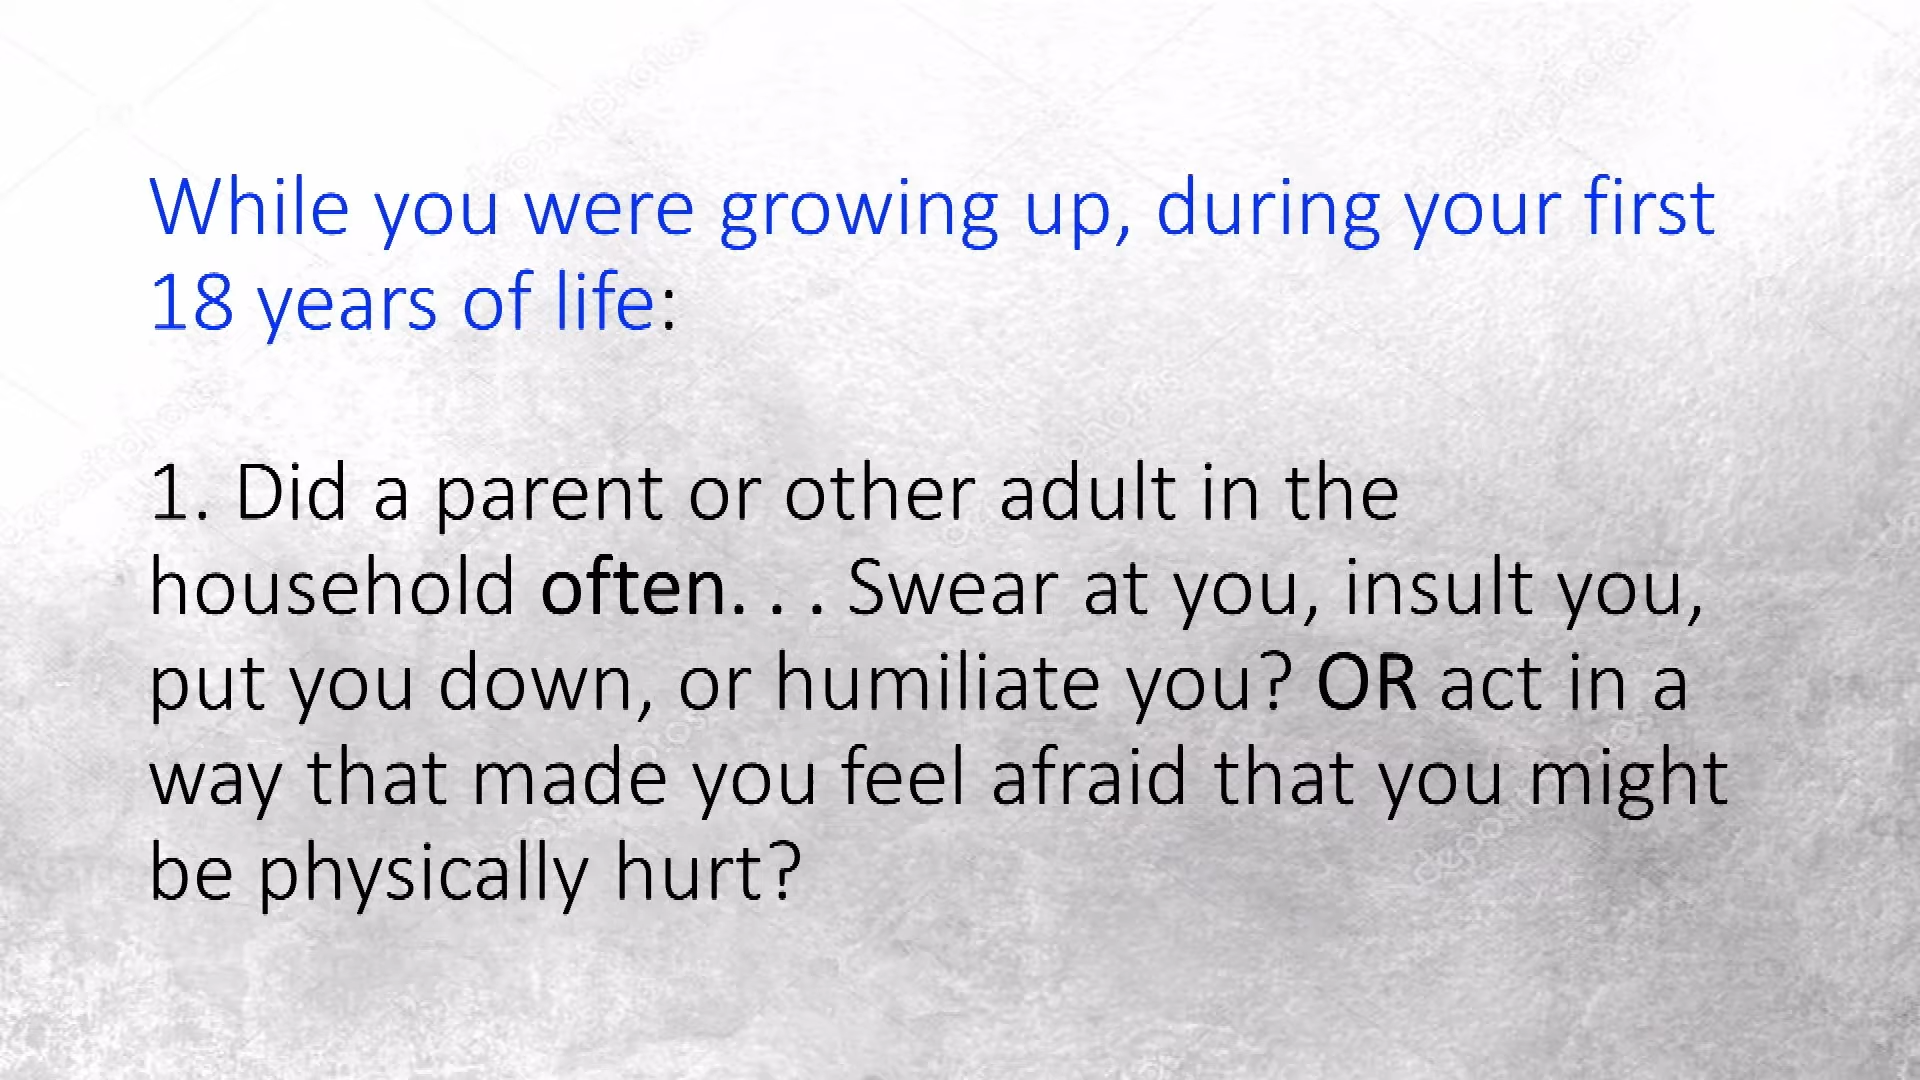 While you were growing up, during your first
18 years of life:
1. Did a parent or other adult in the
household often. . . Swear at you, insult you,
put you down, or humiliate you? OR act in a
way that made you feel afraid that you might
be physically hurt?